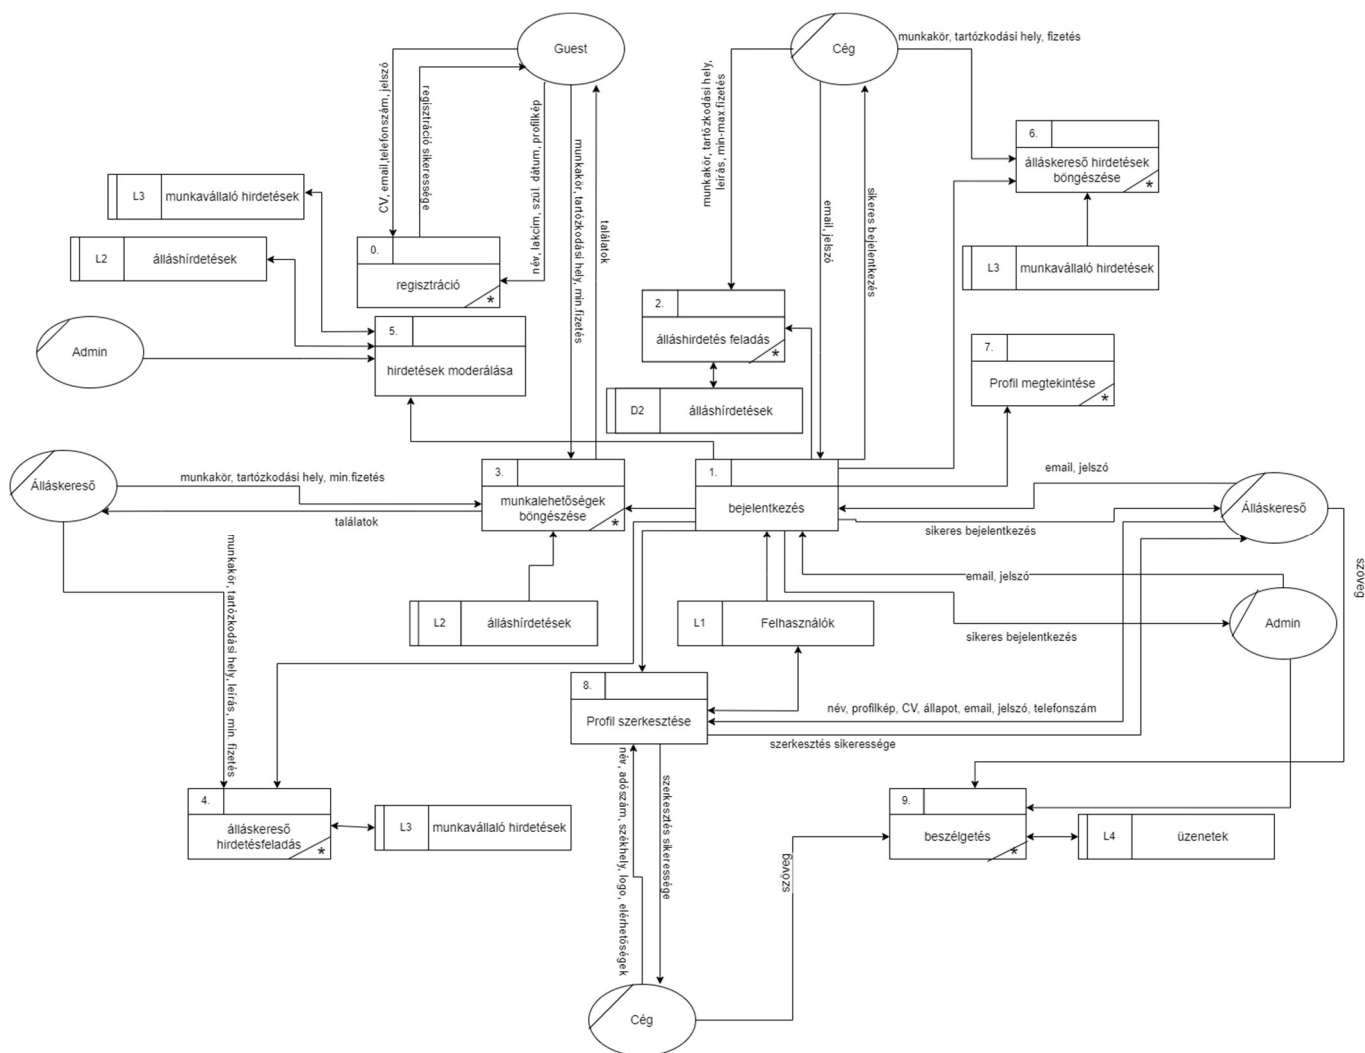 Guest
Cég
munkakör, tartózkodási hely, fizetés
CV, email,telefonszám, jelszó
regisztráció sikeressége
név, lakcím, szül. dátum, profilkép
munkakör, tartózkodási hely, min.fizetés
találatok
munkakör, tartózkodási hely,
leírás, min-max.fizetés
email, jelszó
sikeres bejelentkezés
6.
álláskereső hirdetések
böngészése
*
L3
munkavállaló hirdetések
L2
álláshírdetések
0.
regisztráció
*
L3
munkavállaló hirdetések
2.
álláshirdetés feladás
*
Admin
5.
hirdetések moderálása
7.
Profil megtekintése
*
D2
álláshírdetések
Álláskereső
munkakör, tartózkodási hely, min.fizetés
találatok
3.
munkalehetőségek
böngészése
*
1.
bejelentkezés
email, jelszó
sikeres bejelentkezés
Álláskereső
szöveg
munkakör, tartózkodási hely, leírás, min. fizetés
L2
álláshírdetések
L1
Felhasználók
email, jelszó
sikeres bejelentkezés
Admin
8.
Profil szerkesztése
név, profilkép, CV, állapot, email, jelszó, telefonszám
szerkesztés sikeressége
név, adószám, székhely, logo, elérhetőségek
szerkesztés sikeressége
4.
álláskereső
hirdetésfeladás
*
L3
munkavállaló hirdetések
szöveg
9.
beszélgetés
*
L4
üzenetek
Cég